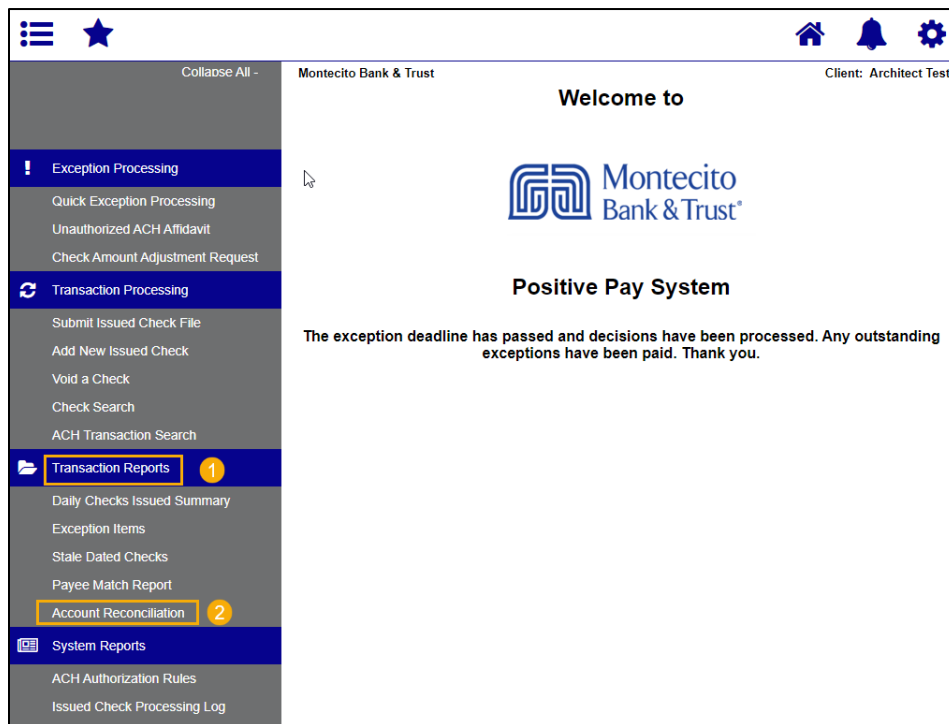 Collapse All -
Montecito Bank & Trust
Client: Architect Test
Welcome to
Montecito
Bank & Trust®
Positive Pay System
The exception deadline has passed and decisions have been processed. Any outstanding
exceptions have been paid. Thank you.
! Exception Processing
Quick Exception Processing
Unauthorized ACH Affidavit
Check Amount Adjustment Request
Transaction Processing
Submit Issued Check File
Add New Issued Check
Void a Check
Check Search
ACH Transaction Search
Transaction Reports 1
Daily Checks Issued Summary
Exception Items
Stale Dated Checks
Payee Match Report
Account Reconciliation 2
System Reports
ACH Authorization Rules
Issued Check Processing Log